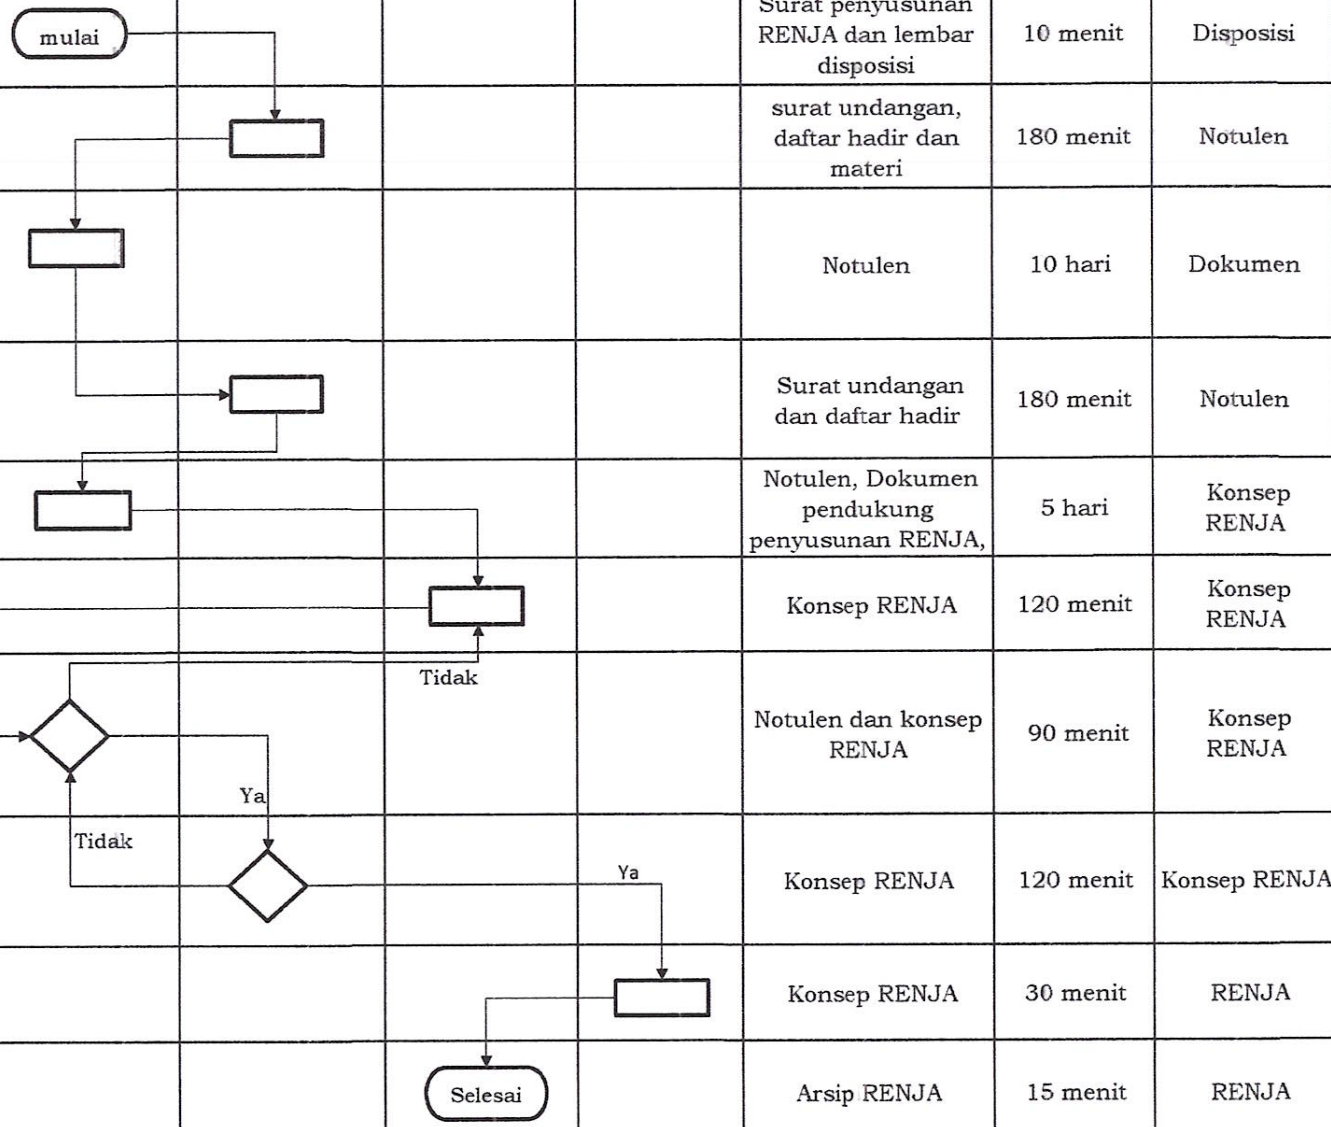 mulai
Surat penyusunan
RENJA dan lembar
disposisi
10 menit
Disposisi
surat undangan,
daftar hadir dan
materi
180 menit
Notulen
Notulen
10 hari
Dokumen
Surat undangan
dan daftar hadir
180 menit
Notulen
Notulen, Dokumen
pendukung
penyusunan RENJA,
5 hari
Konsep
RENJA
Konsep RENJA
120 menit
Konsep
RENJA
Tidak
Notulen dan konsep
RENJA
90 menit
Konsep
RENJA
Ya
Tidak
Ya
Konsep RENJA
120 menit
Konsep RENJA
Konsep RENJA
30 menit
RENJA
Selesai
Arsip RENJA
15 menit
RENJA